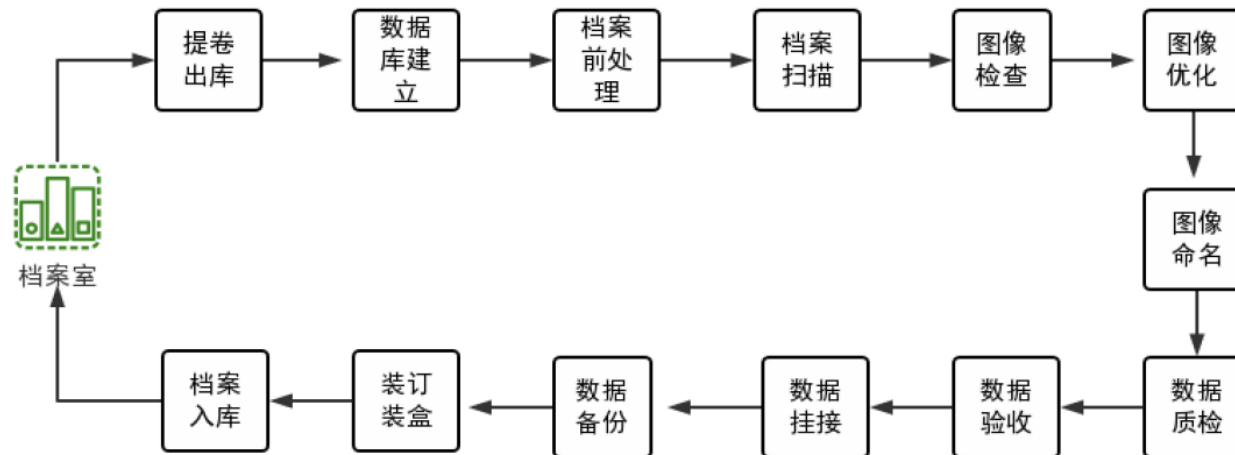 提卷
出库
数据
库建
立
档案
前处
理
档案
扫描
图像
检查
图像
优化
图像
命名
数据
质检
数据
验收
数据
挂接
数据
备份
装订
装盒
档案
入库
档案室